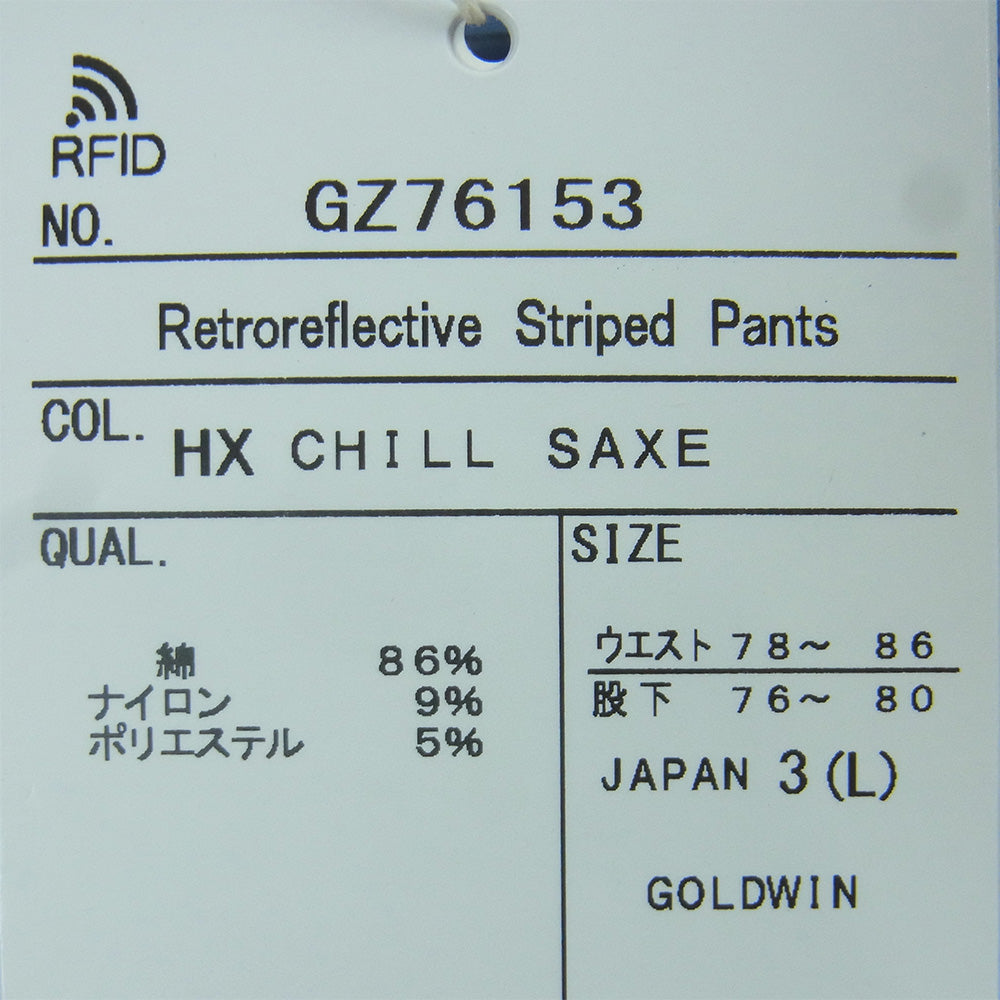 RFID
NO. GZ76153
Retroreflective Striped Pants
COL. HX CHILL SAXE
QUAL.
綿 86%
ナイロン 9%
ポリエステル 5%
SIZE
ウエスト 78～ 86
股下 76～ 80
JAPAN 3(L)
GOLDWIN